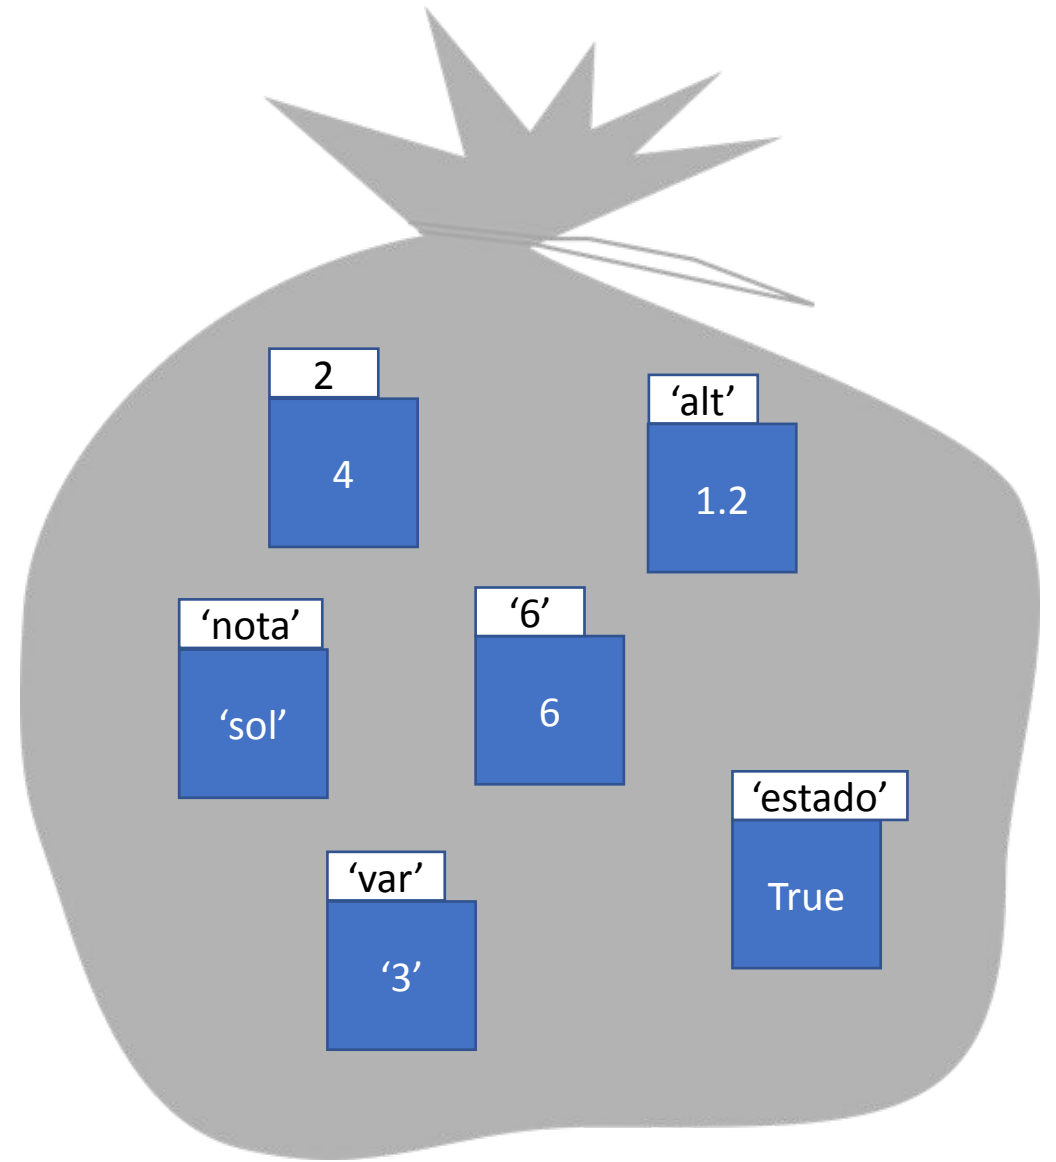 2
4
‘alt’
1.2
‘nota’
‘sol’
‘6’
6
‘estado’
True
‘var’
‘3’